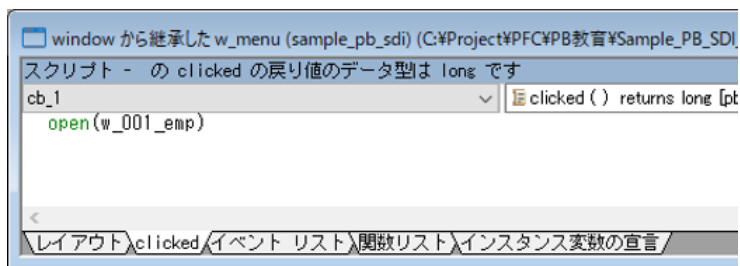 window から継承した w_menu (sample_pb_sdi) (C:¥Project¥PFC¥PB教育¥Sample_PB_SDI_
スクリプト - の clicked の戻り値のデータ型は long です
cb_1 clicked () returns long [pb
open(w_001_emp)
レイアウト clicked イベント リスト 関数リスト インスタンス変数の宣言